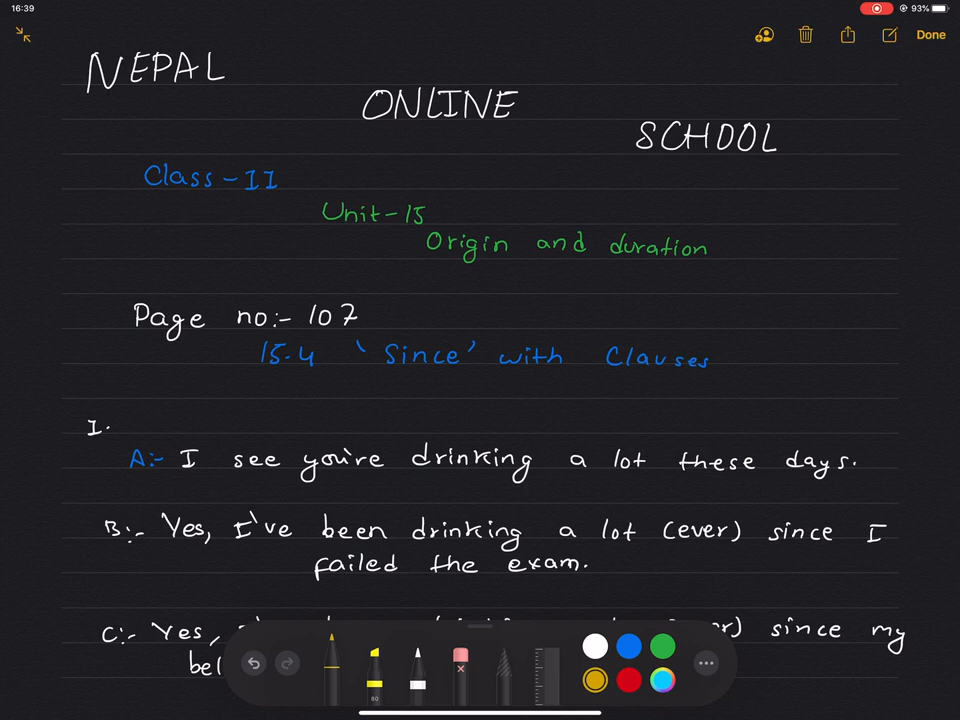 16:39
93%
Done
NEPAL
ONLINE
SCHOOL
Class-II
Unit-15
Origin and duration
Page no:- 107
15.4 'Since' with Clauses
I.
A:- I see you're drinking a lot these days.
B:- Yes, I've been drinking a lot (ever) since I
failed the exam.
C:- Yes, since my
80